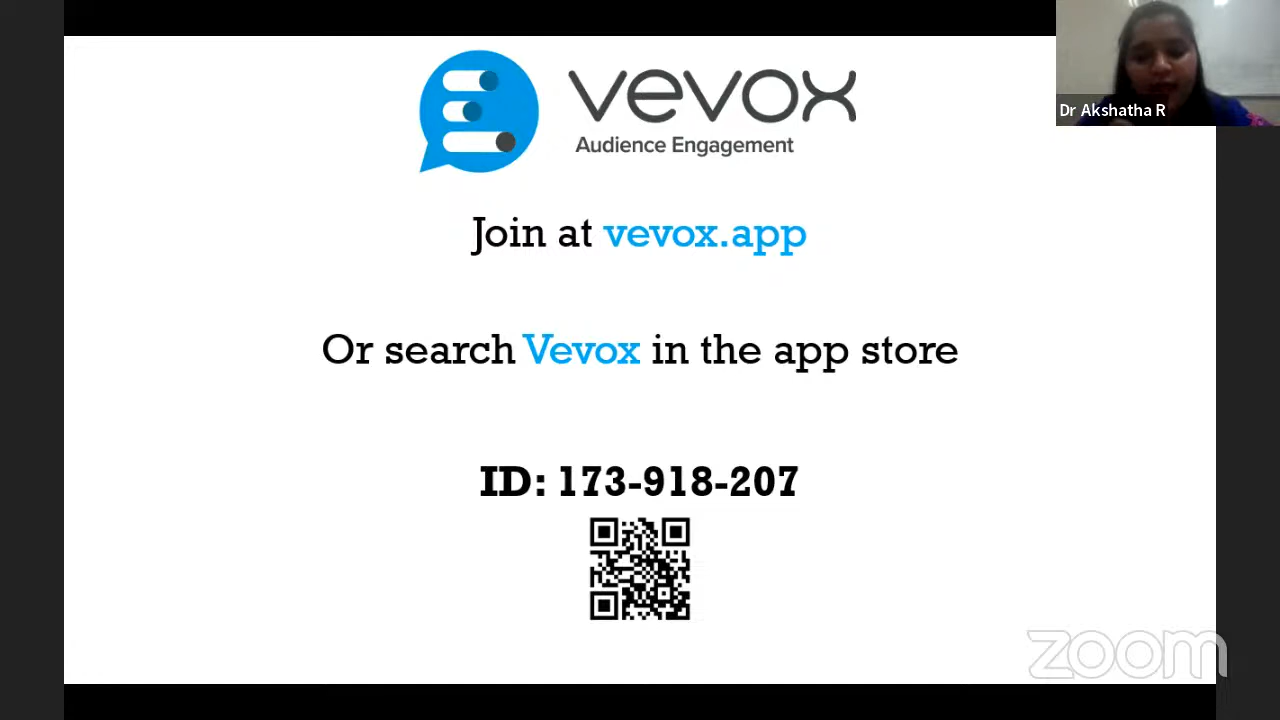 vevox
Audience Engagement
Dr Akshatha R
Join at vevox.app
Or search Vevox in the app store
ID: 173-918-207
zoom